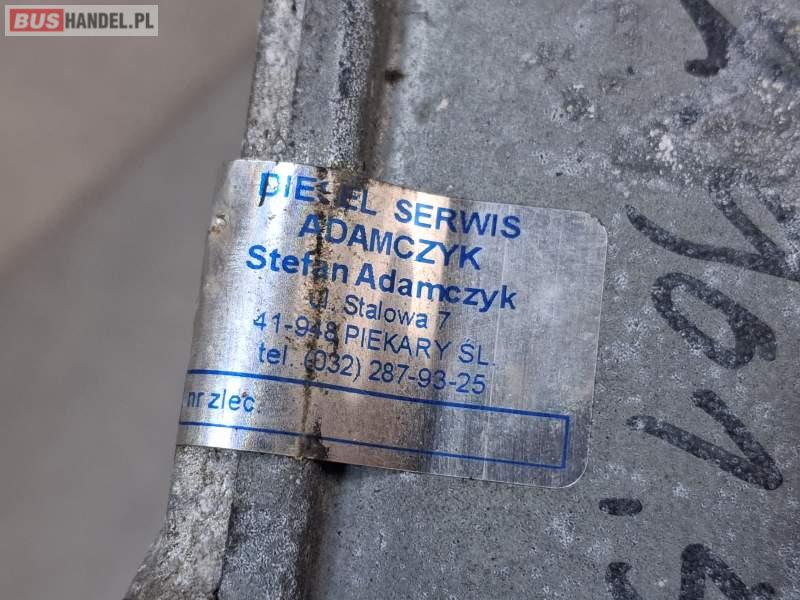 BUSHANDEL.PL
DIESEL SERWIS
ADAMCZYK
Stefan Adamczyk
ul. Stalowa 7
41-948 PIEKARY ŚL.
tel. (032) 287-93-25
nr zlec.